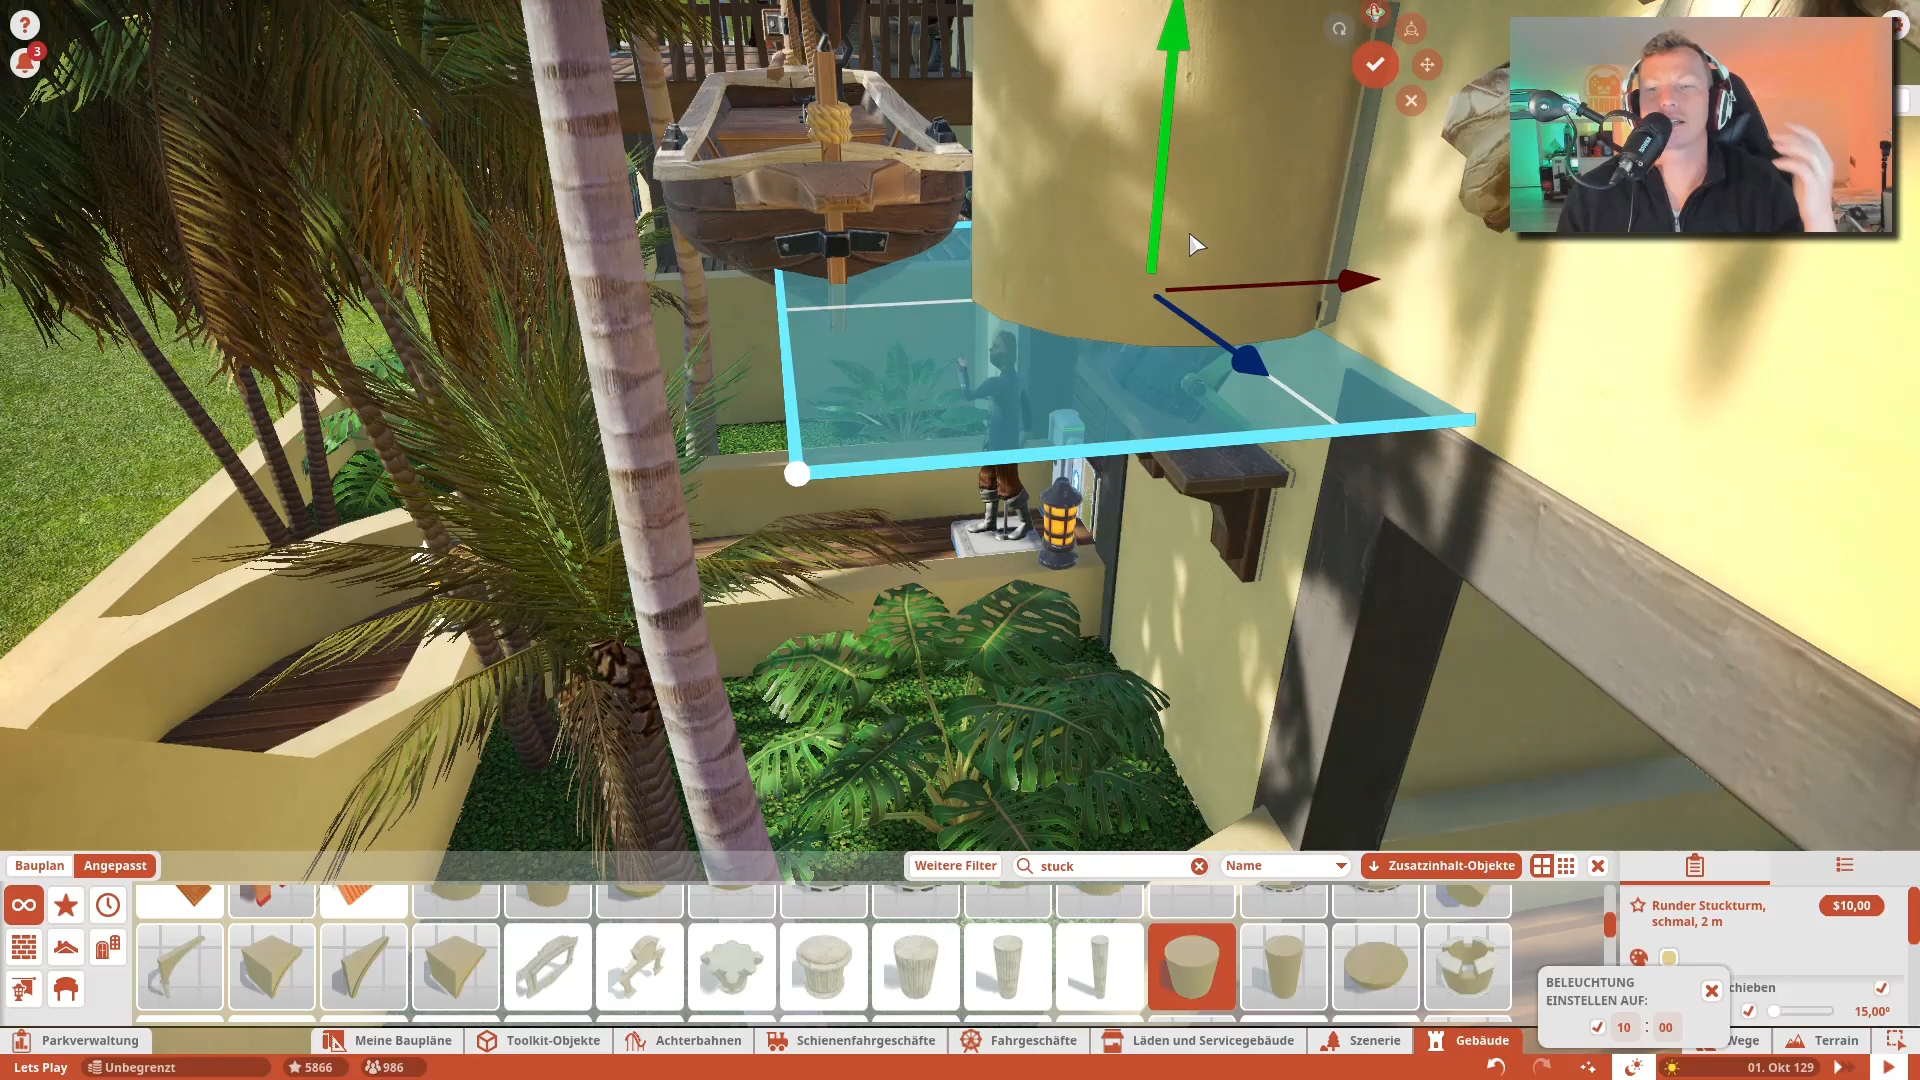 ?
3
Bauplan
Angepasst
Weitere Filter
stuck
Name
Zusatzinhalt-Objekte
Runder Stuckturm,
schmal, 2 m
$10,00
BELEUCHTUNG
EINSTELLEN AUF:
10 : 00
chieben
15,00°
Parkverwaltung
Meine Baupläne
Toolkit-Objekte
Achterbahnen
Schienenfahrgeschäfte
Fahrgeschäfte
Läden und Servicegebäude
Szenerie
Gebäude
Wege
Terrain
Lets Play
Unbegrenzt
5866
986
01. Okt 129